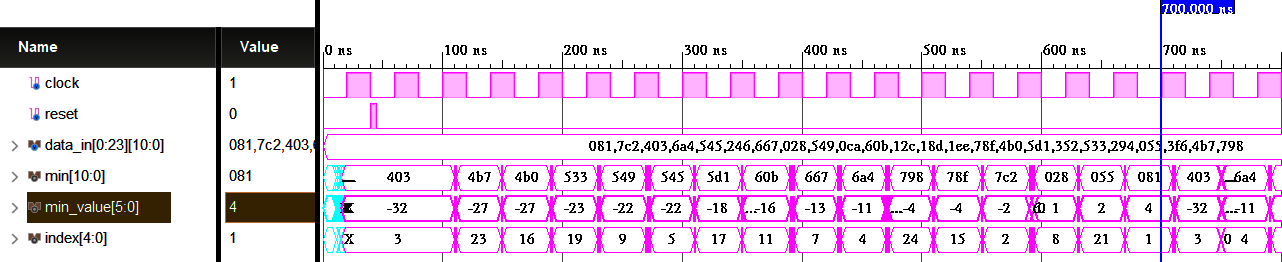 700.000 ns
Name Value
0 ns 100 ns 200 ns 300 ns 400 ns 500 ns 600 ns 700 ns
clock 1
reset 0
data_in[0:23][10:0] 081,7c2,403,6 081,7c2,403,6a4,545,246,667,028,549,0ca,60b,12c,18d,1ee,78f,4b0,5d1,352,533,294,055,3f6,4b7,798
min[10:0] 081 ... 403 4b7 4b0 533 549 545 5d1 60b 667 6a4 798 78f 7c2 028 055 081 403 ... 6a4
min_value[5:0] 4 -32 -27 -27 -23 -22 -22 -18 ... -16 -13 -11 ...-4 -4 -2 1 2 4 -32 ...-11
index[4:0] 1 X 3 23 16 19 9 5 17 11 7 4 24 15 2 8 21 1 3 0 4